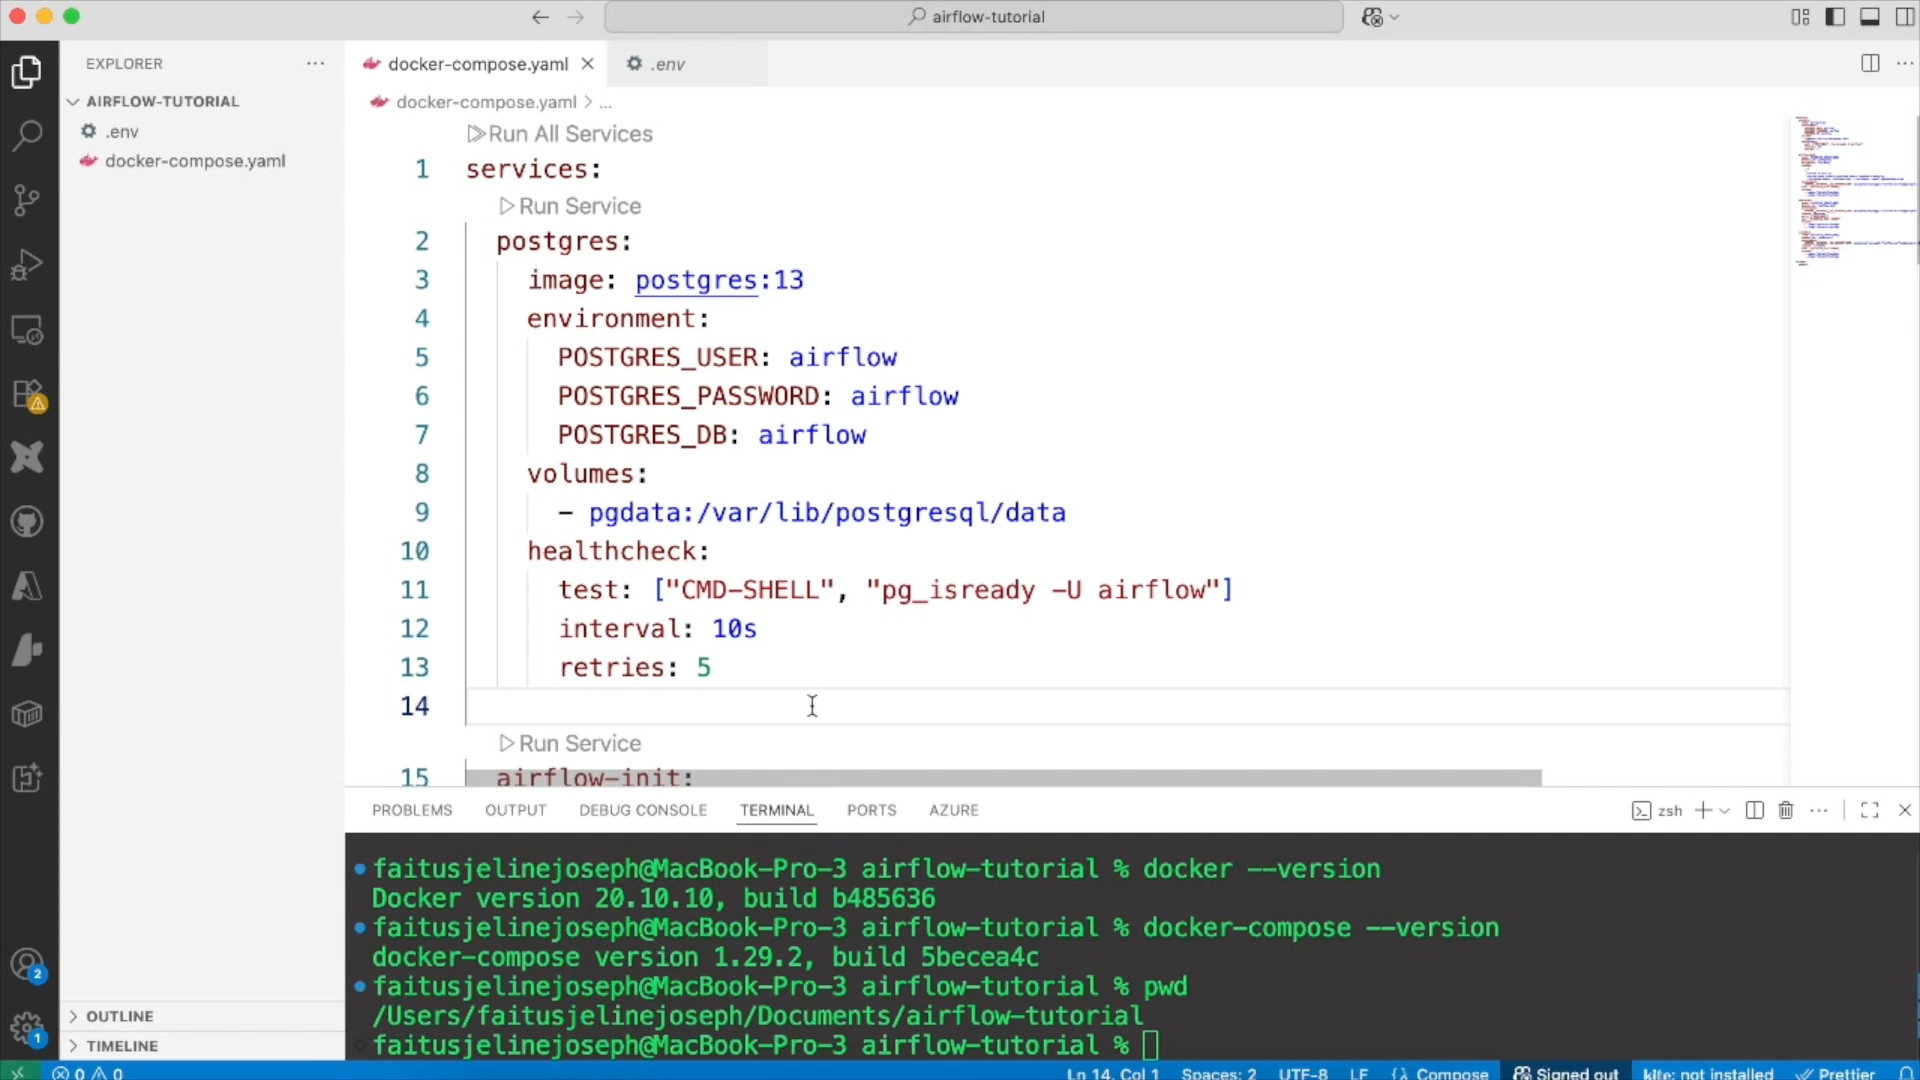 airflow-tutorial
EXPLORER
AIRFLOW-TUTORIAL
.env
docker-compose.yaml
OUTLINE
TIMELINE
docker-compose.yaml
.env
docker-compose.yaml > ...
Run All Services
1 services:
Run Service
2 postgres:
3 image: postgres:13
4 environment:
5 POSTGRES_USER: airflow
6 POSTGRES_PASSWORD: airflow
7 POSTGRES_DB: airflow
8 volumes:
9 - pgdata:/var/lib/postgresql/data
10 healthcheck:
11 test: ["CMD-SHELL", "pg_isready -U airflow"]
12 interval: 10s
13 retries: 5
14
Run Service
15 airflow-init:
PROBLEMS OUTPUT DEBUG CONSOLE TERMINAL PORTS AZURE
zsh
faitusjelinejoseph@MacBook-Pro-3 airflow-tutorial % docker --version
Docker version 20.10.10, build b485636
faitusjelinejoseph@MacBook-Pro-3 airflow-tutorial % docker-compose --version
docker-compose version 1.29.2, build 5becea4c
faitusjelinejoseph@MacBook-Pro-3 airflow-tutorial % pwd
/Users/faitusjelinejoseph/Documents/airflow-tutorial
faitusjelinejoseph@MacBook-Pro-3 airflow-tutorial %
2
1
0 0
Ln 14, Col 1 Spaces: 2 UTF-8 LF Compose Signed out kite: not installed Prettier